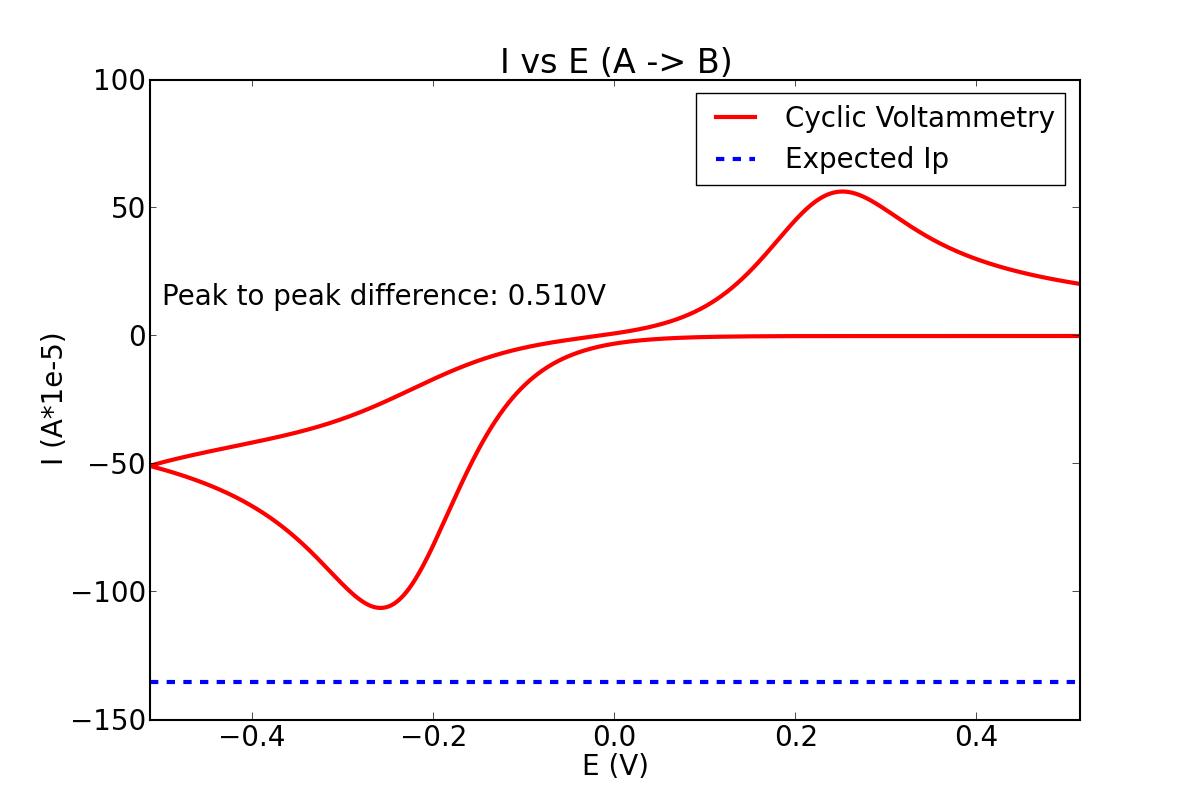 I vs E (A -> B)
100
50
0
−50
−100
−150
I (A*1e-5)
Cyclic Voltammetry
Expected Ip
Peak to peak difference: 0.510V
−0.4
−0.2
0.0
0.2
0.4
E (V)